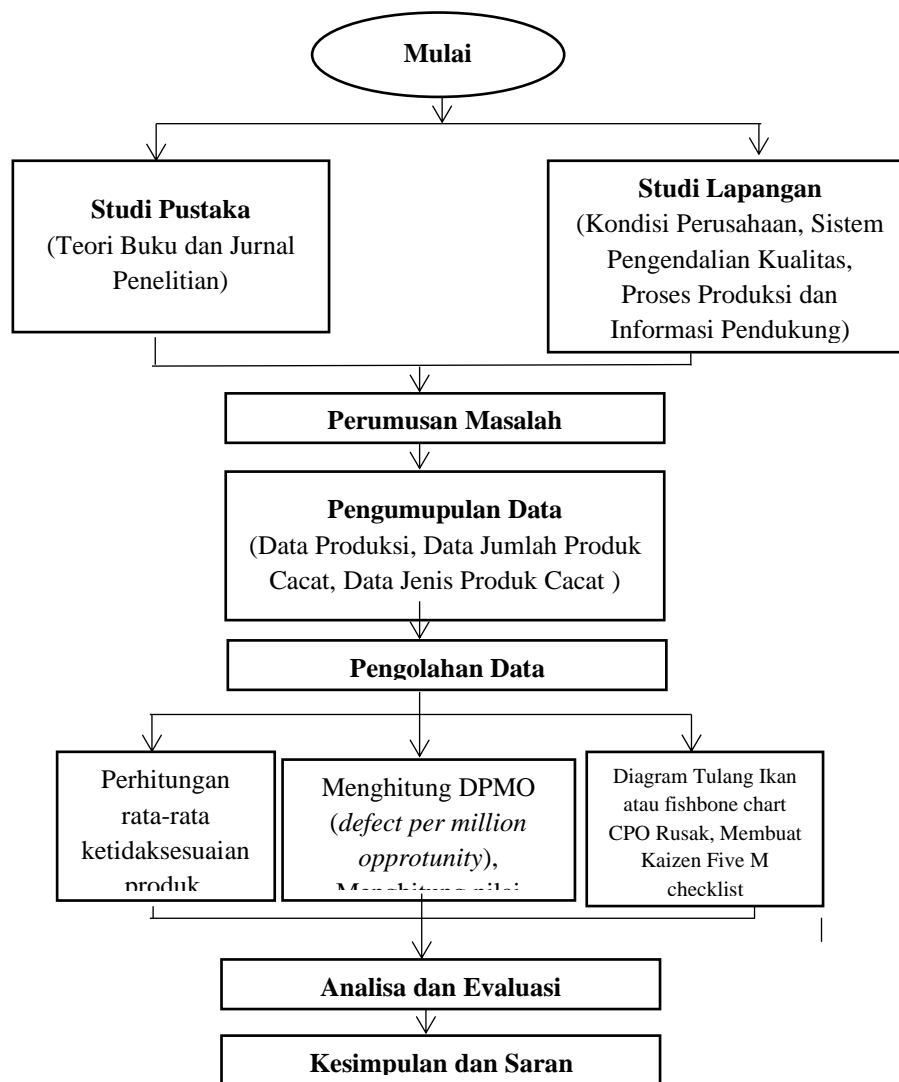 Mulai
Studi Pustaka
(Teori Buku dan Jurnal
Penelitian)
Studi Lapangan
(Kondisi Perusahaan, Sistem
Pengendalian Kualitas,
Proses Produksi dan
Informasi Pendukung)
Perumusan Masalah
Pengumupulan Data
(Data Produksi, Data Jumlah Produk
Cacat, Data Jenis Produk Cacat )
Pengolahan Data
Perhitungan
rata-rata
ketidaksesuaian
produk
Menghitung DPMO
(defect per million
opprotunity),
Menghitung nilai
Diagram Tulang Ikan
atau fishbone chart
CPO Rusak, Membuat
Kaizen Five M
checklist
Analisa dan Evaluasi
Kesimpulan dan Saran